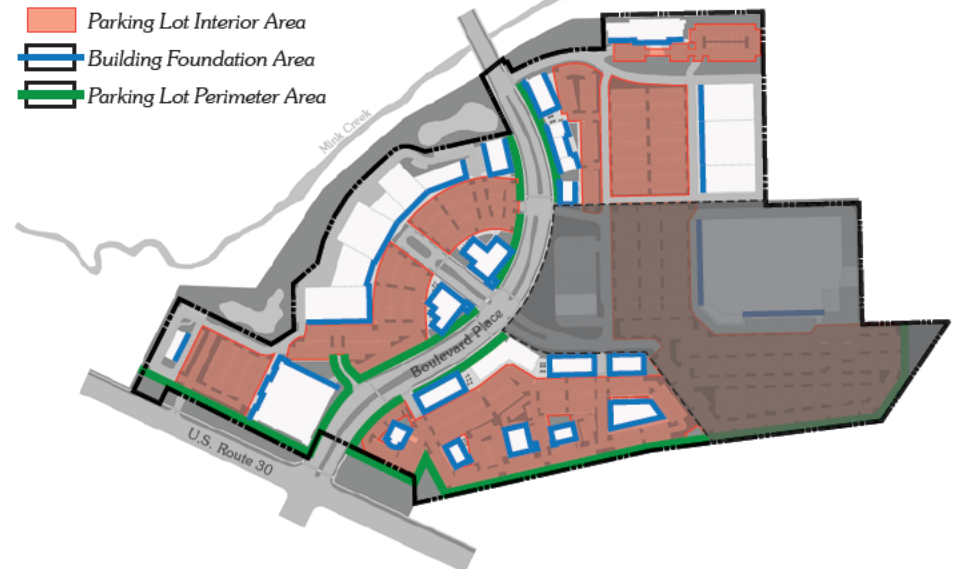 Parking Lot Interior Area
Building Foundation Area
Parking Lot Perimeter Area
Mink Creek
Boulevard Place
U.S. Route 30